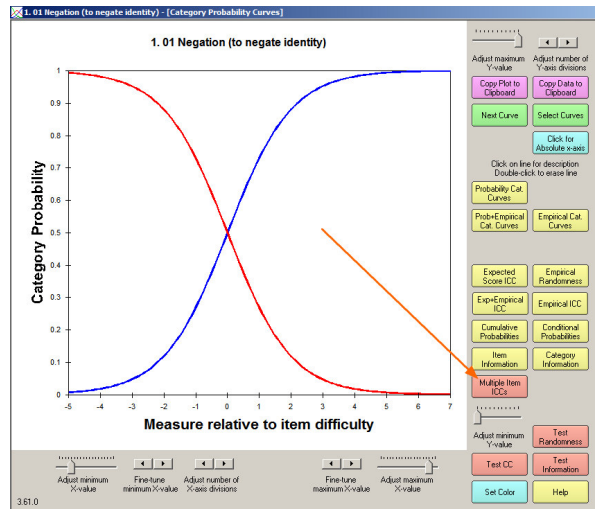 1. 01 Negation (to negate identity) - [Category Probability Curves]
1. 01 Negation (to negate identity)
Category Probability
1
0.9
0.8
0.7
0.6
0.5
0.4
0.3
0.2
0.1
0
-5 -4 -3 -2 -1 0 1 2 3 4 5 6 7
Measure relative to item difficulty
Adjust maximum
Y-value
Adjust number of
Y-axis divisions
Copy Plot to
Clipboard
Copy Data to
Clipboard
Next Curve
Select Curves
Click for
Absolute x-axis
Click on line for description
Double-click to erase line
Probability Cat.
Curves
Prob+Empirical
Cat. Curves
Empirical Cat.
Curves
Expected
Score ICC
Empirical
Randomness
Exp+Empirical
ICC
Empirical ICC
Cumulative
Probabilities
Conditional
Probabilities
Item
Information
Category
Information
Multiple Item
ICCs
Adjust minimum
Y-value
Test
Randomness
Test CC
Test
Information
Set Color
Help
Adjust minimum
X-value
Fine-tune
minimum X-value
Adjust number of
X-axis divisions
Fine-tune
maximum X-value
Adjust maximum
X-value
3.61.0